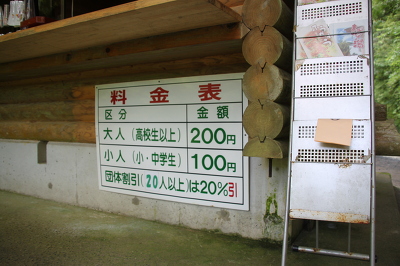 料金表
区分 金額
大人(高校生以上) 200円
小人(小・中学生) 100円
団体割引(20人以上)は20%引